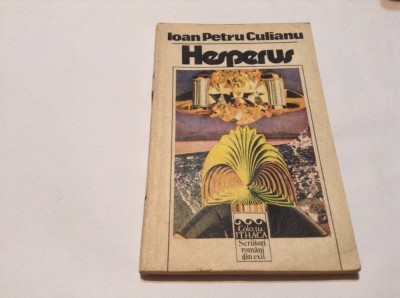 Ioan Petru Culianu
Hesperus
Colecția
ITHACA
Scriitori
români
din exil